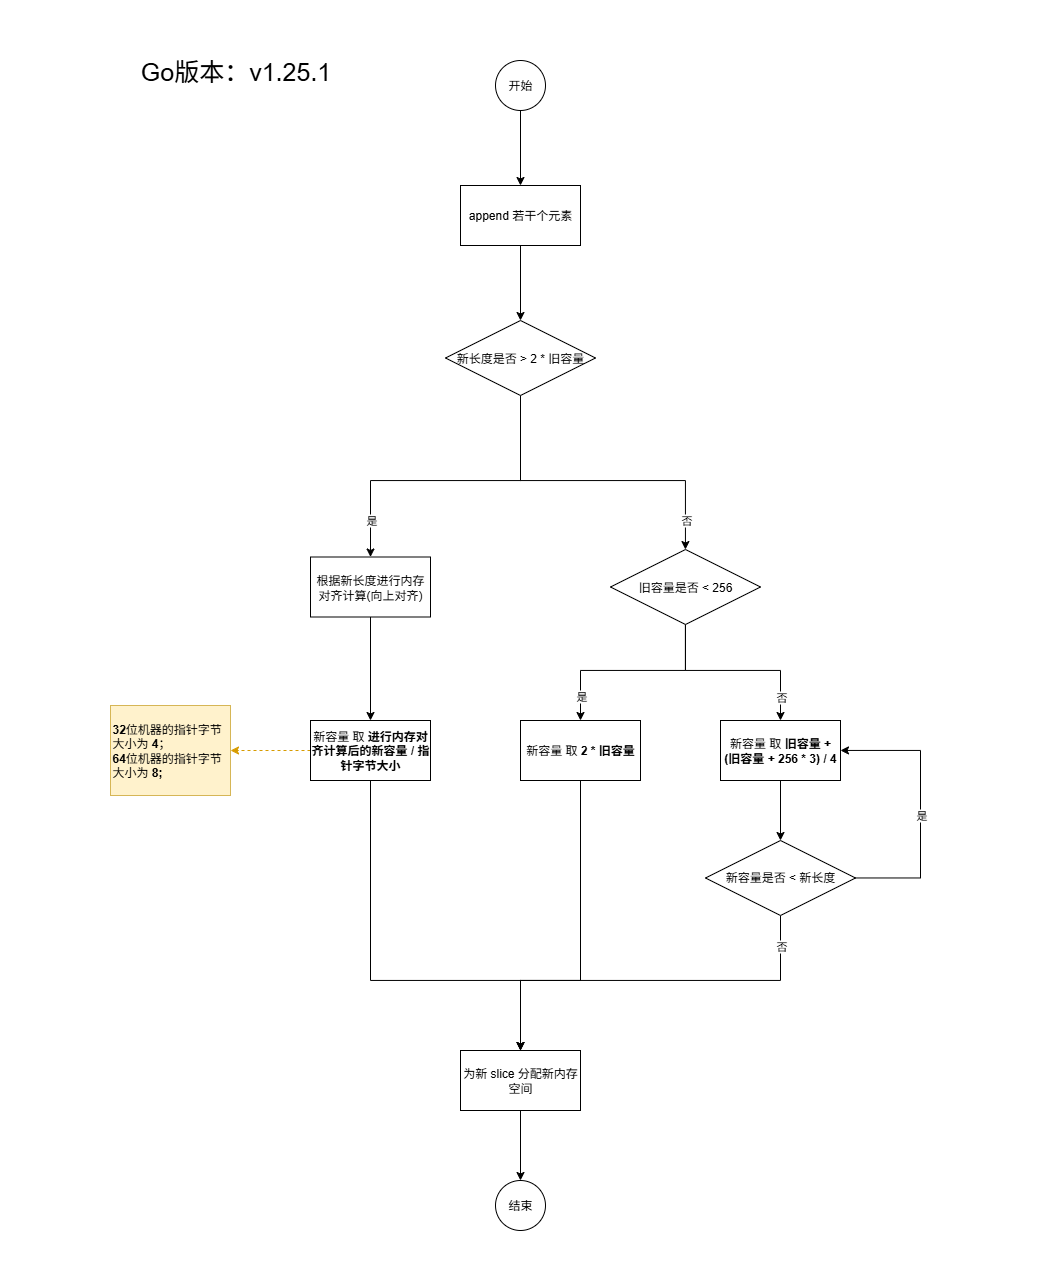 Go版本：v1.25.1
开始
append 若干个元素
新长度是否 > 2 * 旧容量
是
否
根据新长度进行内存
对齐计算(向上对齐)
旧容量是否 < 256
是
否
32位机器的指针字节
大小为 4；
64位机器的指针字节
大小为 8;
新容量 取 进行内存对
齐计算后的新容量 / 指
针字节大小
新容量 取 2 * 旧容量
新容量 取 旧容量 +
(旧容量 + 256 * 3) / 4
是
新容量是否 < 新长度
否
为新 slice 分配新内存
空间
结束